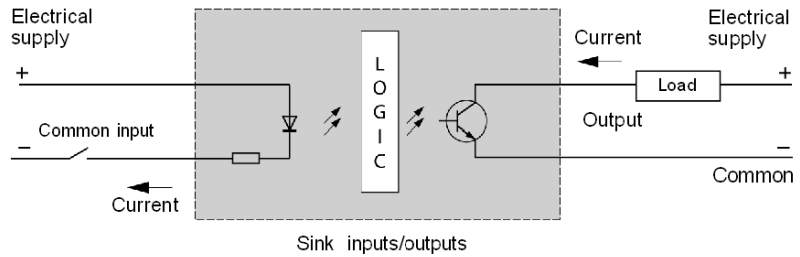 Electrical
supply
+
Common input
−
Current
L
O
G
I
C
Current
Electrical
supply
Load
+
Output
−
Common
Sink inputs/outputs